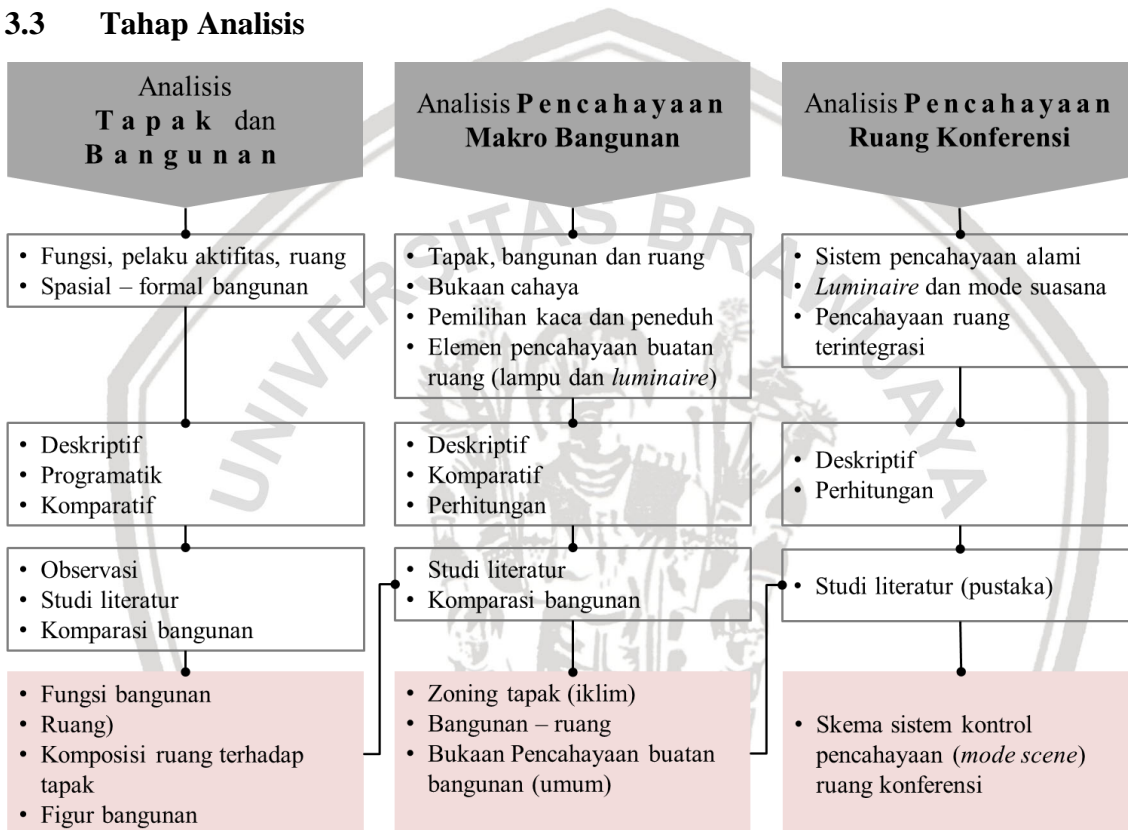 3.3 Tahap Analisis
Analisis
Tapak dan
Bangunan
Fungsi, pelaku aktifitas, ruang
Spasial – formal bangunan
Deskriptif
Programatik
Komparatif
Observasi
Studi literatur
Komparasi bangunan
Fungsi bangunan
Ruang)
Komposisi ruang terhadap
tapak
Figur bangunan
Analisis Pencahayaan
Makro Bangunan
Tapak, bangunan dan ruang
Bukaan cahaya
Pemilihan kaca dan peneduh
Elemen pencahayaan buatan
ruang (lampu dan luminaire)
Deskriptif
Komparatif
Perhitungan
Studi literatur
Komparasi bangunan
Zoning tapak (iklim)
Bangunan – ruang
Bukaan Pencahayaan buatan
bangunan (umum)
Analisis Pencahayaan
Ruang Konferensi
Sistem pencahayaan alami
Luminaire dan mode suasana
Pencahayaan ruang
terintegrasi
Deskriptif
Perhitungan
Studi literatur (pustaka)
Skema sistem kontrol
pencahayaan (mode scene)
ruang konferensi
UNIVERSITAS BRAWIJAYA